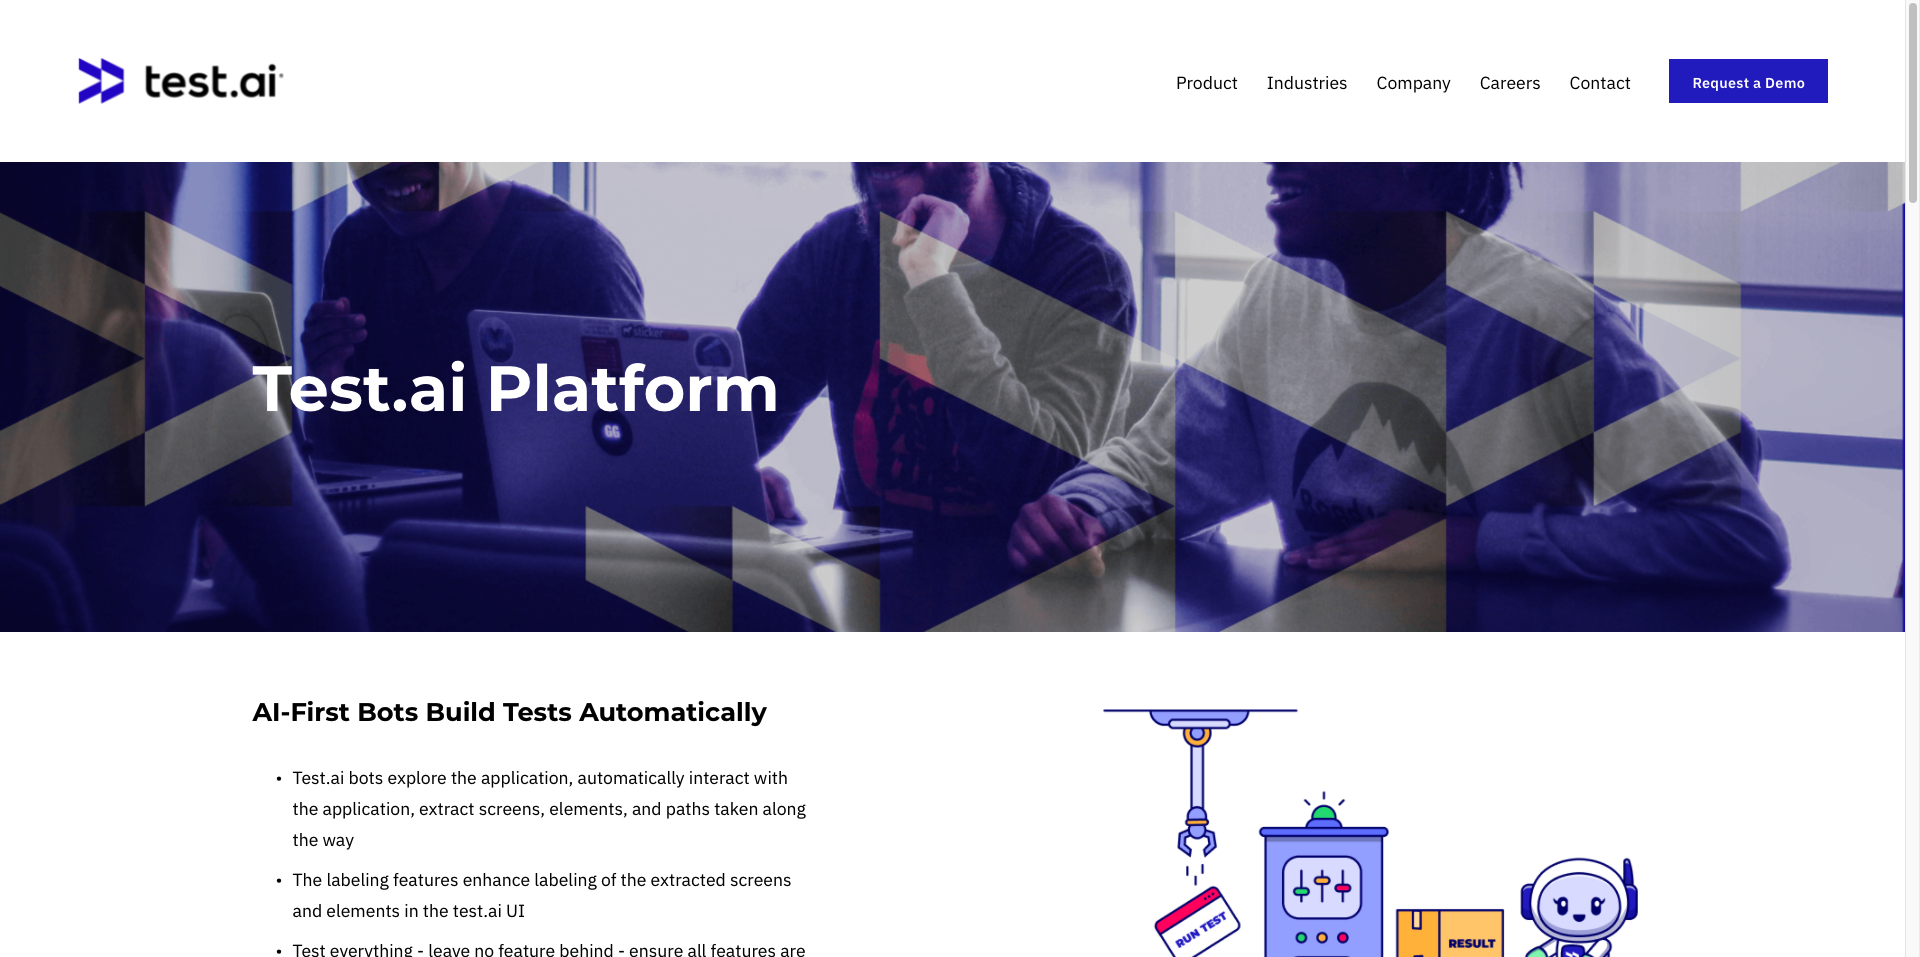 test.ai
Product Industries Company Careers Contact Request a Demo
sticker
GG
Test.ai Platform
AI-First Bots Build Tests Automatically
• Test.ai bots explore the application, automatically interact with
the application, extract screens, elements, and paths taken along
the way
• The labeling features enhance labeling of the extracted screens
and elements in the test.ai UI
• Test everything - leave no feature behind - ensure all features are
RUN TEST
RESULT